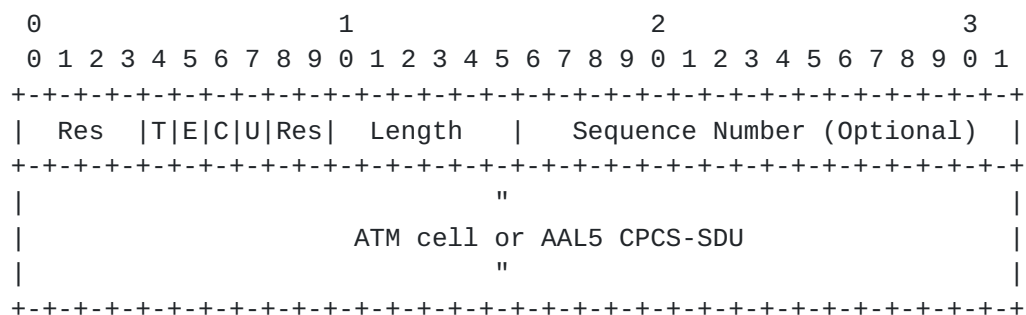 0                   1                   2                   3
 0 1 2 3 4 5 6 7 8 9 0 1 2 3 4 5 6 7 8 9 0 1 2 3 4 5 6 7 8 9 0 1
+-+-+-+-+-+-+-+-+-+-+-+-+-+-+-+-+-+-+-+-+-+-+-+-+-+-+-+-+-+-+-+-+
|  Res  |T|E|C|U|Res|  Length   |   Sequence Number (Optional)  |
+-+-+-+-+-+-+-+-+-+-+-+-+-+-+-+-+-+-+-+-+-+-+-+-+-+-+-+-+-+-+-+-+
|                              "                                |
|                     ATM cell or AAL5 CPCS-SDU                 |
|                              "                                |
+-+-+-+-+-+-+-+-+-+-+-+-+-+-+-+-+-+-+-+-+-+-+-+-+-+-+-+-+-+-+-+-+